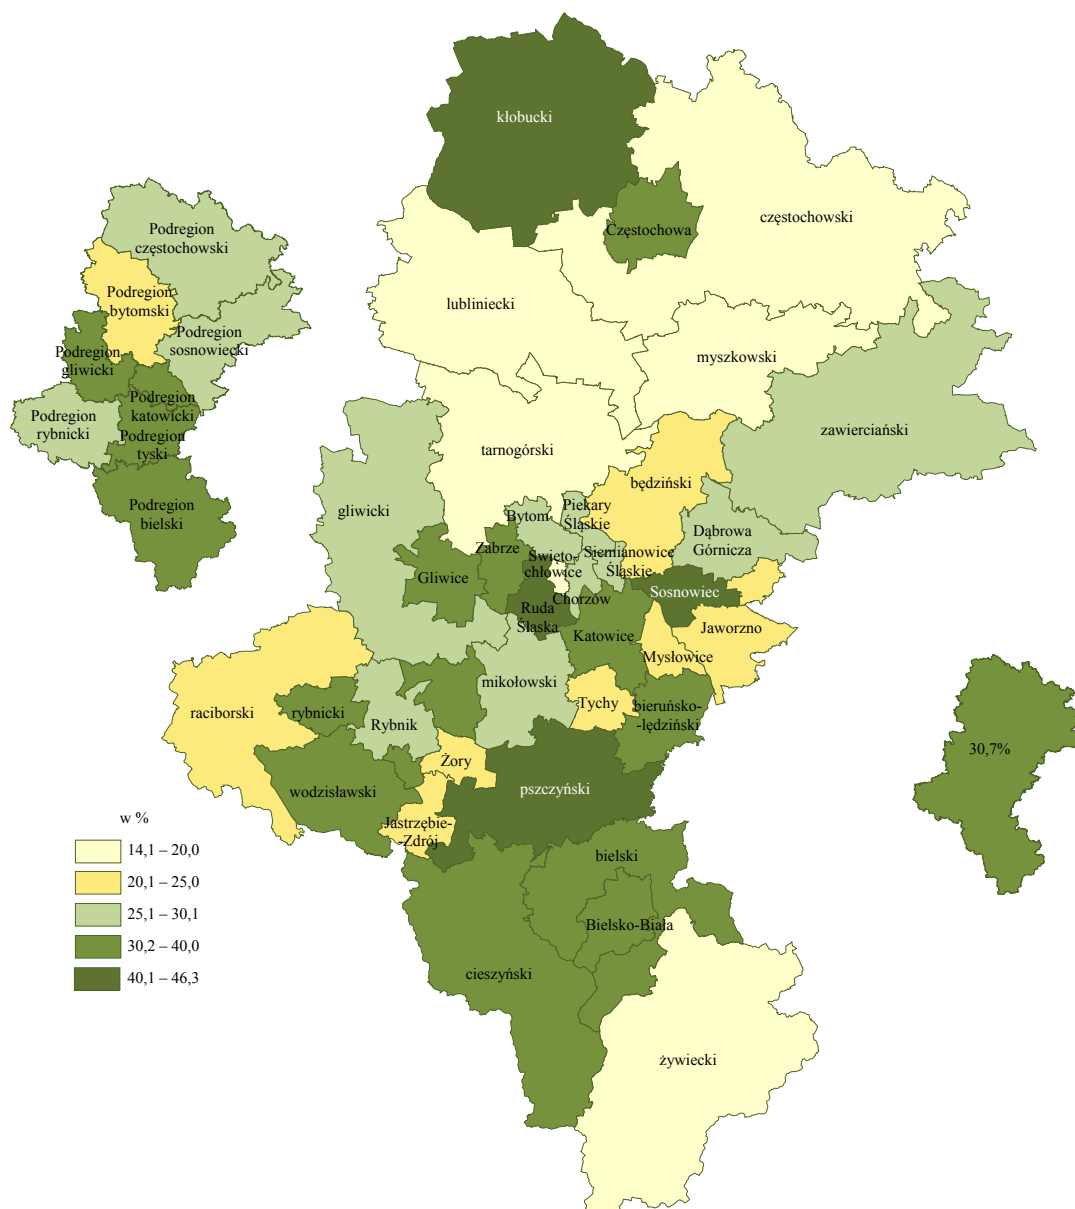 kłobucki
częstochowski
Częstochowa
lubliniecki
myszkowski
zawierciański
tarnogórski
będziński
gliwicki
Bytom
Piekary
Śląskie
Dąbrowa
Górnicza
Zabrze
Święto-
chłowice
Siemianowice
Śląskie
Gliwice
Chorzów
Sosnowiec
Ruda
Śląska
Katowice
Jaworzno
Mysłowice
mikołowski
Tychy
bieruńsko-
-lędziński
raciborski
rybnicki
Rybnik
Żory
wodzisławski
pszczyński
Jastrzębie-
-Zdrój
bielski
Bielsko-Biała
cieszyński
żywiecki
Podregion
częstochowski
Podregion
bytomski
Podregion
sosnowiecki
Podregion
gliwicki
Podregion
katowicki
Podregion
rybnicki
Podregion
tyski
Podregion
bielski
30,7%
w %
14,1 – 20,0
20,1 – 25,0
25,1 – 30,1
30,2 – 40,0
40,1 – 46,3